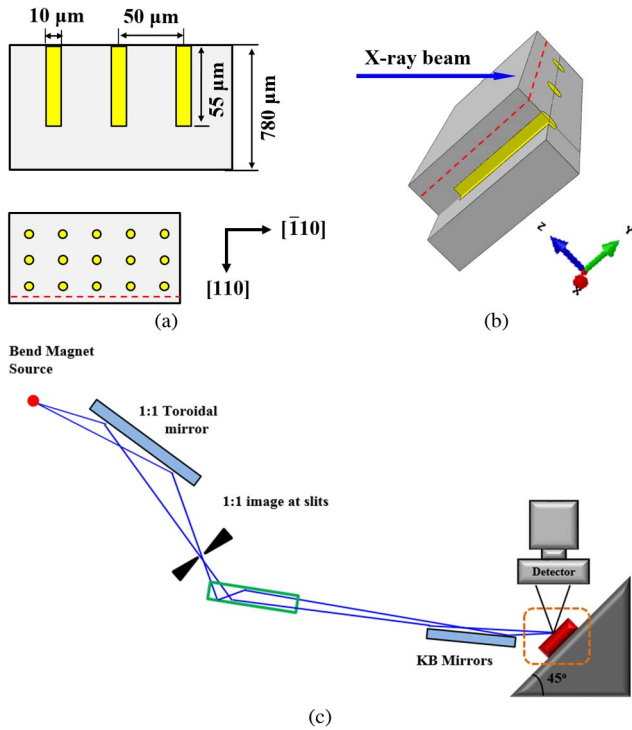 10 µm
50 µm
55 µm
780 µm
[1̄10]
[110]
(a)
X-ray beam
Z
Y
X
(b)
Bend Magnet
Source
1:1 Toroidal
mirror
1:1 image at slits
Detector
KB Mirrors
45°
(c)